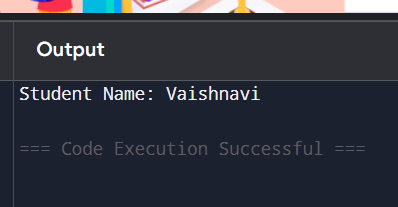 Output
Student Name: Vaishnavi
=== Code Execution Successful ===